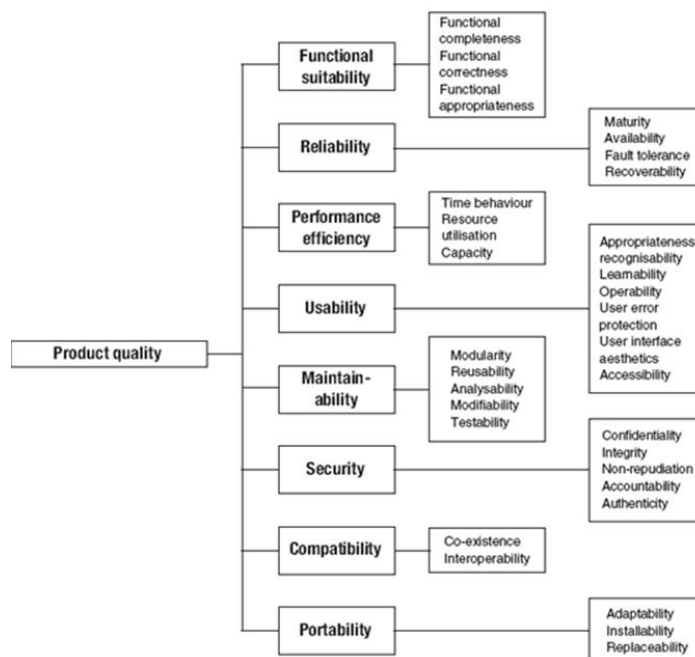 Product quality
Functional
suitability
Functional
completeness
Functional
correctness
Functional
appropriateness
Reliability
Maturity
Availability
Fault tolerance
Recoverability
Performance
efficiency
Time behaviour
Resource
utilisation
Capacity
Usability
Appropriateness
recognisability
Learnability
Operability
User error
protection
User interface
aesthetics
Accessibility
Maintain-
ability
Modularity
Reusability
Analysability
Modifiability
Testability
Security
Confidentiality
Integrity
Non-repudiation
Accountability
Authenticity
Compatibility
Co-existence
Interoperability
Portability
Adaptability
Installability
Replaceability